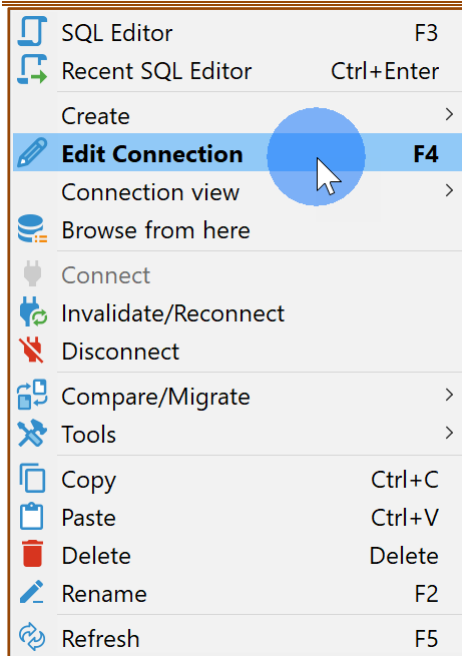 SQL Editor F3
Recent SQL Editor Ctrl+Enter
Create
Edit Connection F4
Connection view
Browse from here
Connect
Invalidate/Reconnect
Disconnect
Compare/Migrate
Tools
Copy Ctrl+C
Paste Ctrl+V
Delete Delete
Rename F2
Refresh F5